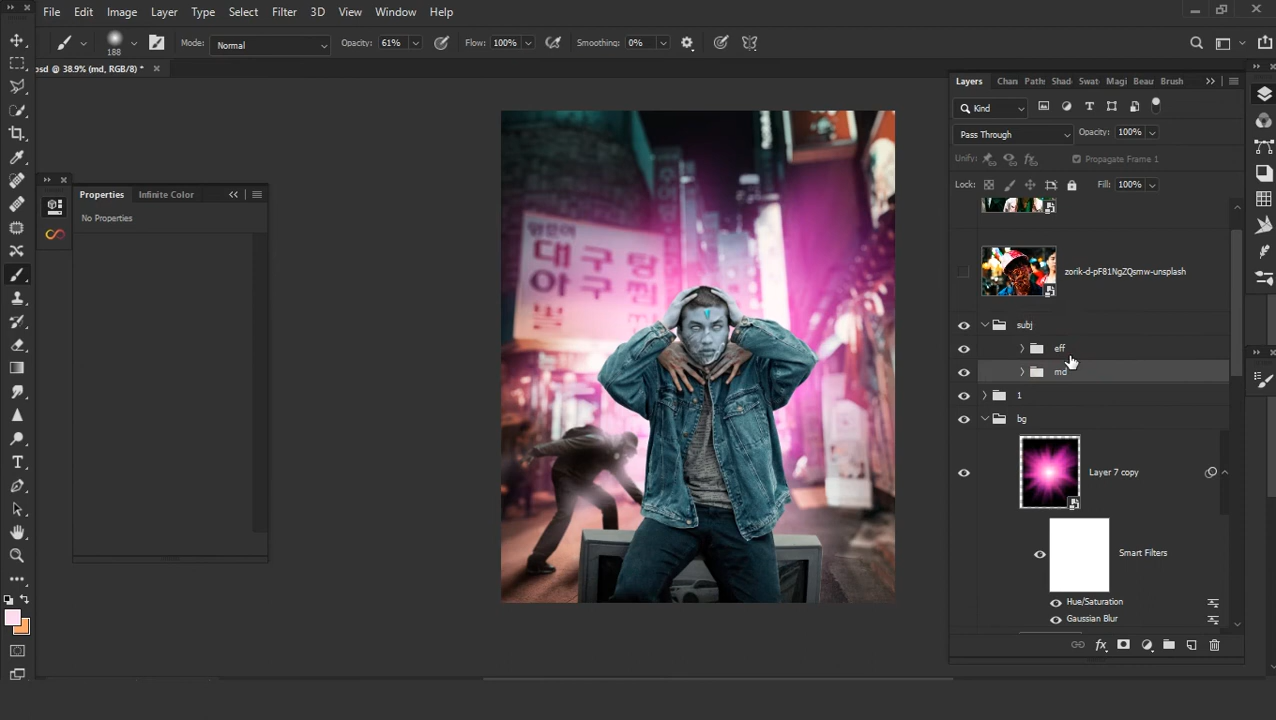 File Edit Image Layer Type Select Filter 3D View Window Help
188 Mode: Normal Opacity: 61% Flow: 100% Smoothing: 0%
psd @ 38.9% (md, RGB/8) *
Layers Chan Paths Shad Swat Magi Beau Brush
Kind
Pass Through Opacity: 100%
Unify: Propagate Frame 1
Lock: Fill: 100%
Properties Infinite Color
No Properties
zorik-d-pF81NgZQsmw-unsplash
subj
eff
md
1
bg
Layer 7 copy
Smart Filters
Hue/Saturation
Gaussian Blur
대구탕
아구